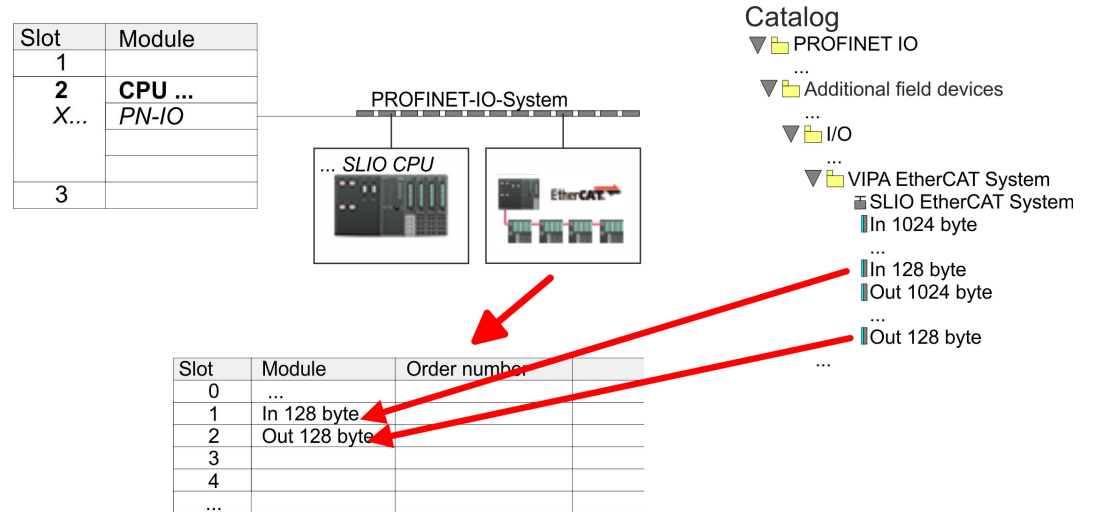 Slot Module
1
2 CPU ...
X... PN-IO
3
PROFINET-IO-System
... SLIO CPU
EtherCAT
Catalog
PROFINET IO
...
Additional field devices
...
I/O
...
VIPA EtherCAT System
SLIO EtherCAT System
In 1024 byte
...
In 128 byte
Out 1024 byte
...
Out 128 byte
...
Slot Module Order number
0 ...
1 In 128 byte
2 Out 128 byte
3
4
...